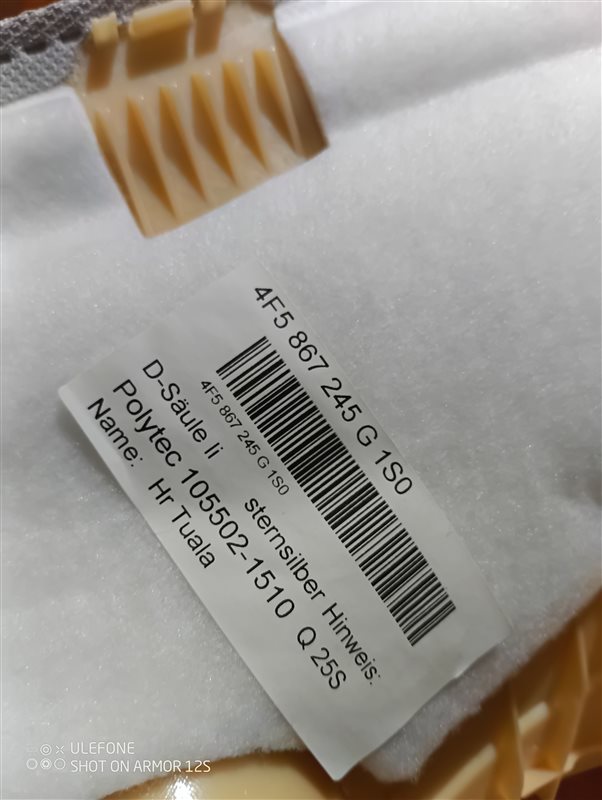 4F5 867 245 G 1S0
4F5 867 245 G 1S0
D-Säule li sternsilber Hinweis:
Polytec 105502-1510 Q 25S
Name: Hr Tuala
ULEFONE
SHOT ON ARMOR 12S